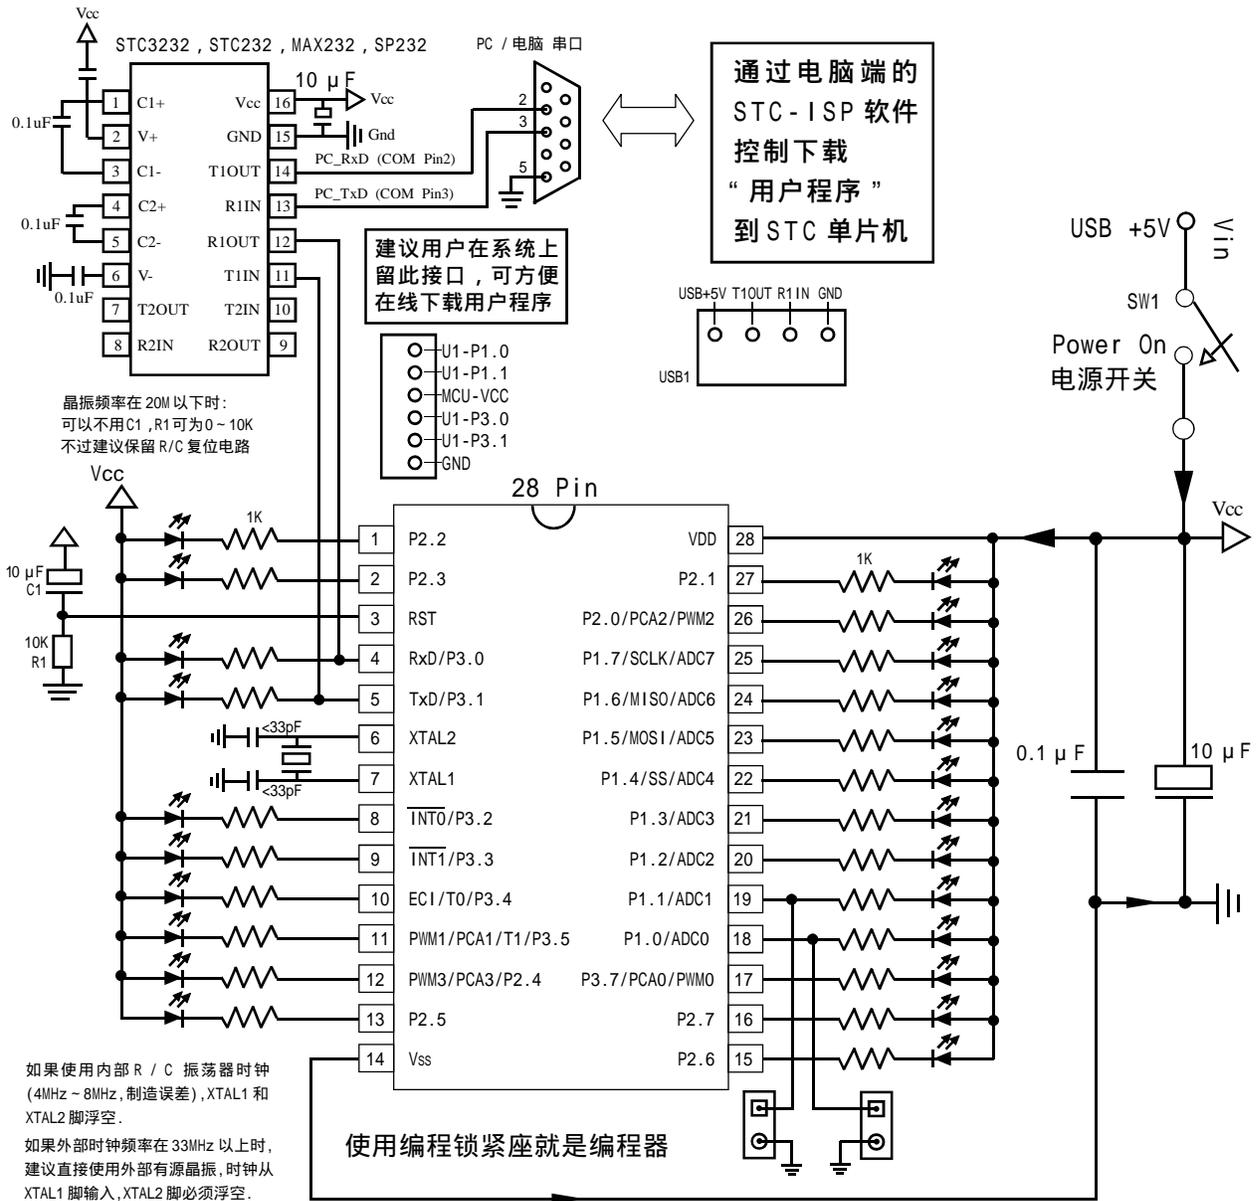 Vcc
STC3232 , STC232 , MAX232 , SP232
PC / 电脑 串口
0.1uF
0.1uF
0.1uF
1 C1+
2 V+
3 C1-
4 C2+
5 C2-
6 V-
7 T2OUT
8 R2IN
Vcc 16
GND 15
T1OUT 14
R1IN 13
R1OUT 12
T1IN 11
T2IN 10
R2OUT 9
10 μF
Vcc
Gnd
PC_RxD (COM Pin2)
PC_TxD (COM Pin3)
2
3
5
通过电脑端的
STC-ISP 软件
控制下载
“用户程序”
到STC 单片机
建议用户在系统上
留此接口，可方便
在线下载用户程序
USB+5V T1OUT R1IN GND
USB1
USB +5V
Vin
SW1
Power On
电源开关
U1-P1.0
U1-P1.1
MCU-VCC
U1-P3.0
U1-P3.1
GND
晶振频率在 20M 以下时:
可以不用C1 ,R1可为0~10K
不过建议保留 R/C 复位电路
Vcc
10 μF
C1
10K
R1
1K
<33pF
<33pF
28 Pin
1 P2.2
2 P2.3
3 RST
4 RxD/P3.0
5 TxD/P3.1
6 XTAL2
7 XTAL1
8 INT0/P3.2
9 INT1/P3.3
10 ECI/T0/P3.4
11 PWM1/PCA1/T1/P3.5
12 PWM3/PCA3/P2.4
13 P2.5
14 Vss
VDD 28
P2.1 27
P2.0/PCA2/PWM2 26
P1.7/SCLK/ADC7 25
P1.6/MISO/ADC6 24
P1.5/MOSI/ADC5 23
P1.4/SS/ADC4 22
P1.3/ADC3 21
P1.2/ADC2 20
P1.1/ADC1 19
P1.0/ADC0 18
P3.7/PCA0/PWM0 17
P2.7 16
P2.6 15
1K
Vcc
0.1 μF
10 μF
如果使用内部 R / C 振荡器时钟
(4MHz~8MHz,制造误差),XTAL1 和
XTAL2 脚浮空.
如果外部时钟频率在 33MHz 以上时,
建议直接使用外部有源晶振,时钟从
XTAL1 脚输入,XTAL2 脚必须浮空.
使用编程锁紧座就是编程器